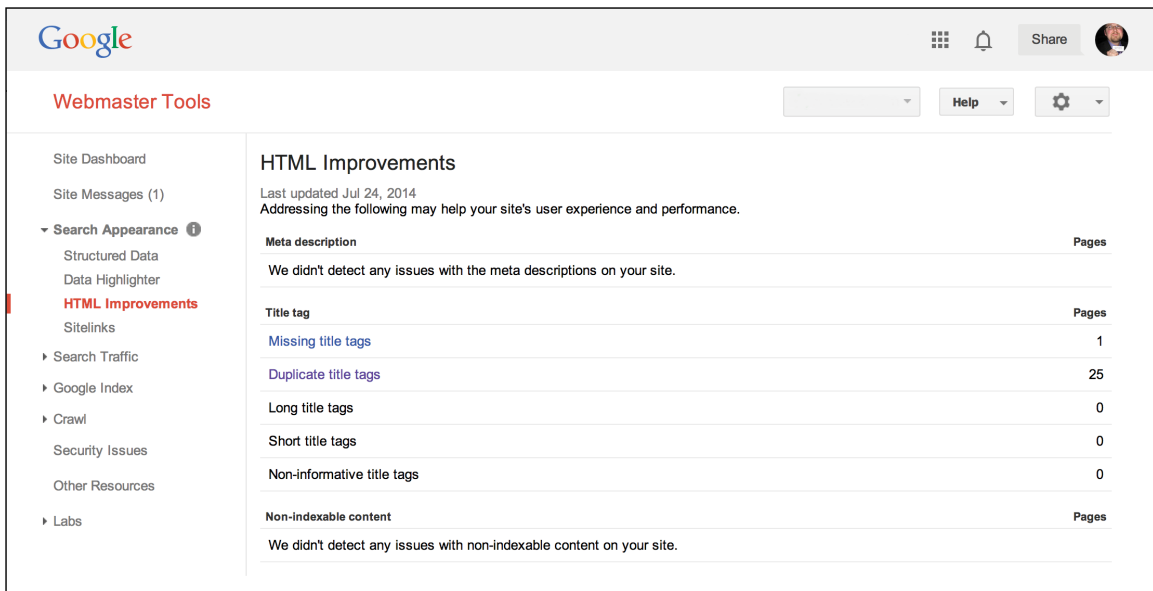 Google
Share
Webmaster Tools
Help
Site Dashboard
Site Messages (1)
Search Appearance i
Structured Data
Data Highlighter
HTML Improvements
Sitelinks
Search Traffic
Google Index
Crawl
Security Issues
Other Resources
Labs
HTML Improvements
Last updated Jul 24, 2014
Addressing the following may help your site's user experience and performance.
Meta description Pages
We didn't detect any issues with the meta descriptions on your site.
Title tag Pages
Missing title tags 1
Duplicate title tags 25
Long title tags 0
Short title tags 0
Non-informative title tags 0
Non-indexable content Pages
We didn't detect any issues with non-indexable content on your site.